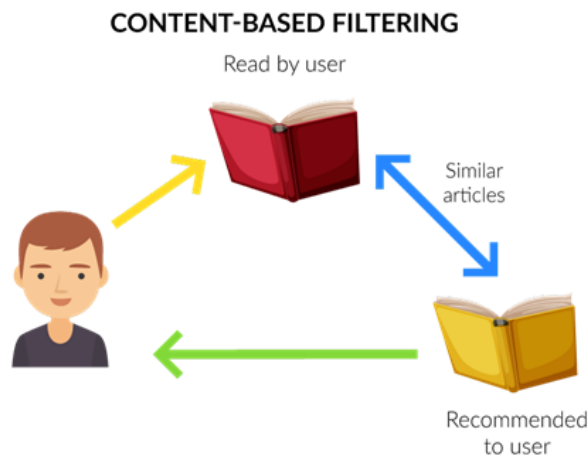 CONTENT-BASED FILTERING
Read by user
Similar
articles
Recommended
to user